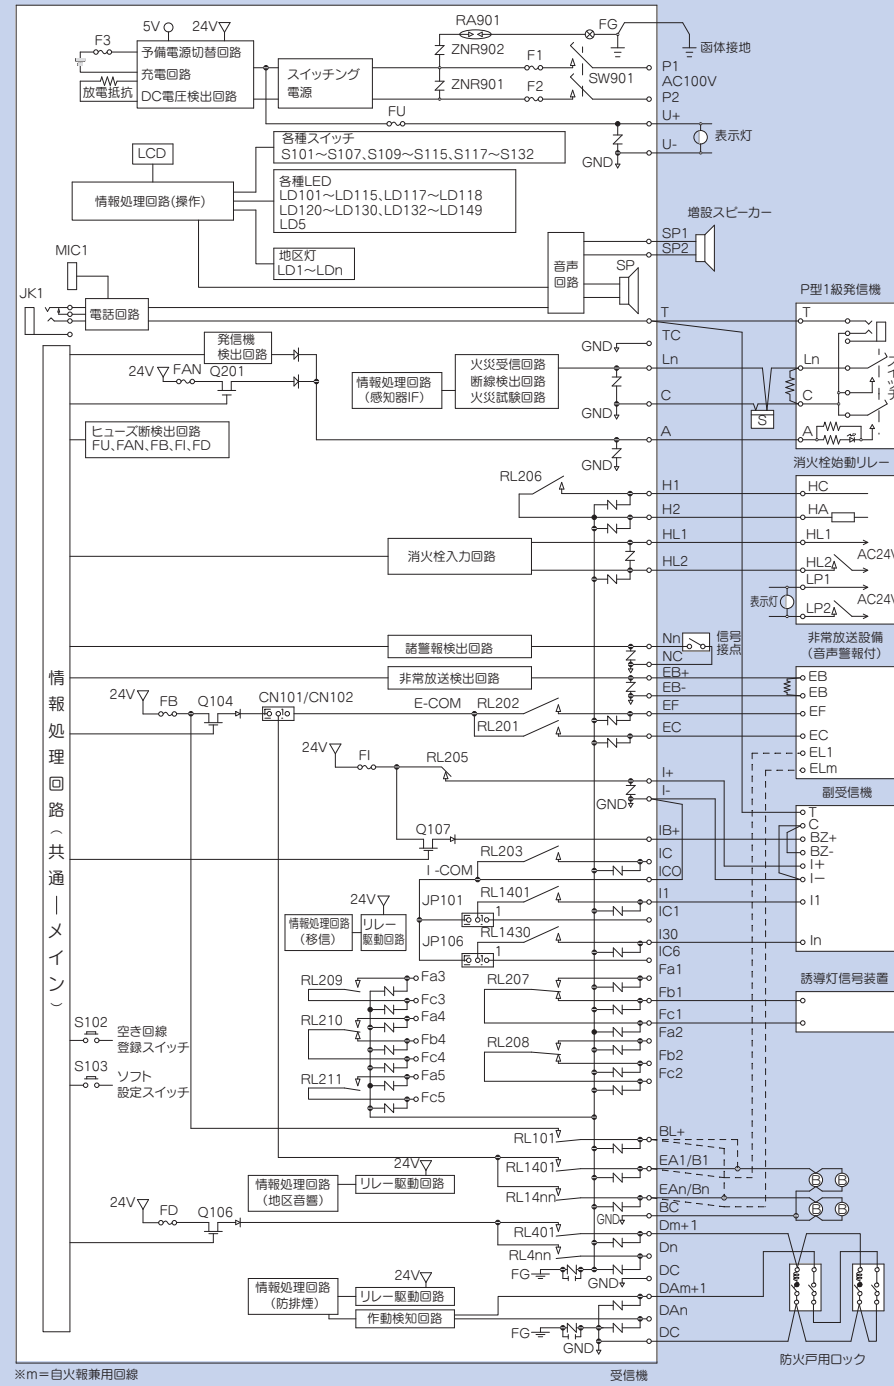 5V
24V
F3
予備電源切替回路
充電回路
放電抵抗
DC電圧検出回路
スイッチング
電源
RA901
ZNR902
ZNR901
F1
F2
SW901
FG
函体接地
P1
AC100V
P2
FU
U+
U-
GND
表示灯
LCD
情報処理回路(操作)
各種スイッチ
S101～S107､S109～S115､S117～S132
各種LED
LD101～LD115､LD117～LD118
LD120～LD130､LD132～LD149
LD5
地区灯
LD1～LDn
増設スピーカー
SP1
SP2
音声
回路
SP
MIC1
JK1
電話回路
P型1級発信機
T
T
TC
GND
発信機
検出回路
24V
FAN
Q201
情報処理回路
(感知器IF)
火災受信回路
断線検出回路
火災試験回路
Ln
Ln
C
C
GND
S
スイッチ
A
A
GND
ヒューズ断検出回路
FU､FAN､FB､FI､FD
消火栓始動リレー
RL206
H1
HC
H2
HA
HL1
HL1
消火栓入力回路
HL2
HL2
AC24V
LP1
表示灯
LP2
AC24V
諸警報検出回路
Nn
NC
信号
接点
非常放送設備
(音声警報付)
非常放送検出回路
EB+
EB
EB-
EB
24V
FB
Q104
CN101/CN102
E-COM
RL202
EF
EF
RL201
EC
EC
EL1
ELm
24V
FI
RL205
I+
I-
GND
副受信機
T
C
BZ+
BZ-
I+
I−
I1
In
Q107
IB+
RL203
IC
ICO
I-COM
JP101
RL1401
1
I1
IC1
24V
情報処理回路
(移信)
リレー
駆動回路
JP106
RL1430
1
I30
IC6
情報処理回路(共通ーメイン)
RL209
Fa3
Fc3
RL210
Fa4
Fb4
Fc4
RL211
Fa5
Fc5
RL207
Fa1
Fb1
Fc1
RL208
Fa2
Fb2
Fc2
誘導灯信号装置
S102
空き回線
登録スイッチ
S103
ソフト
設定スイッチ
RL101
BL+
RL1401
EA1/B1
B
B
24V
情報処理回路
(地区音響)
リレー駆動回路
RL14nn
EAn/Bn
BC
GND
B
B
24V
FD
Q106
RL401
Dm+1
RL4nn
Dn
FG
DC
GND
24V
情報処理回路
(防排煙)
リレー駆動回路
作動検知回路
DAm+1
DAn
FG
GND
DC
防火戸用ロック
※m=自火報兼用回線
受信機